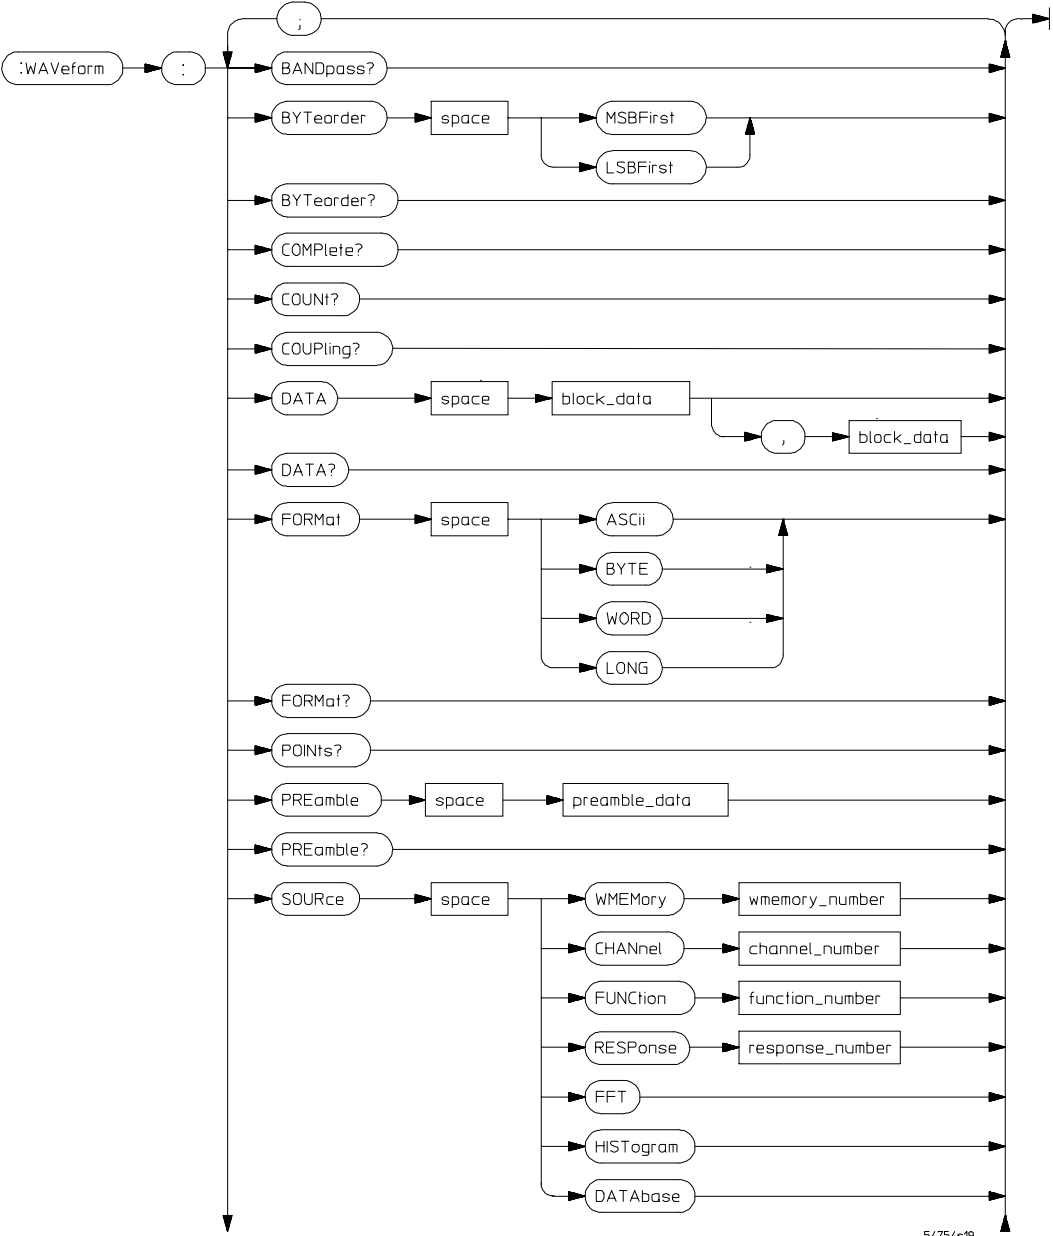 ;
:WAVeform : BANDpass?
BYTeorder space MSBFirst
LSBFirst
BYTeorder?
COMPlete?
COUNt?
COUPling?
DATA space block_data
, block_data
DATA?
FORMat space ASCii
BYTE
WORD
LONG
FORMat?
POINts?
PREamble space preamble_data
PREamble?
SOURce space WMEMory wmemory_number
CHANnel channel_number
FUNCtion function_number
RESPonse response_number
FFT
HISTogram
DATAbase